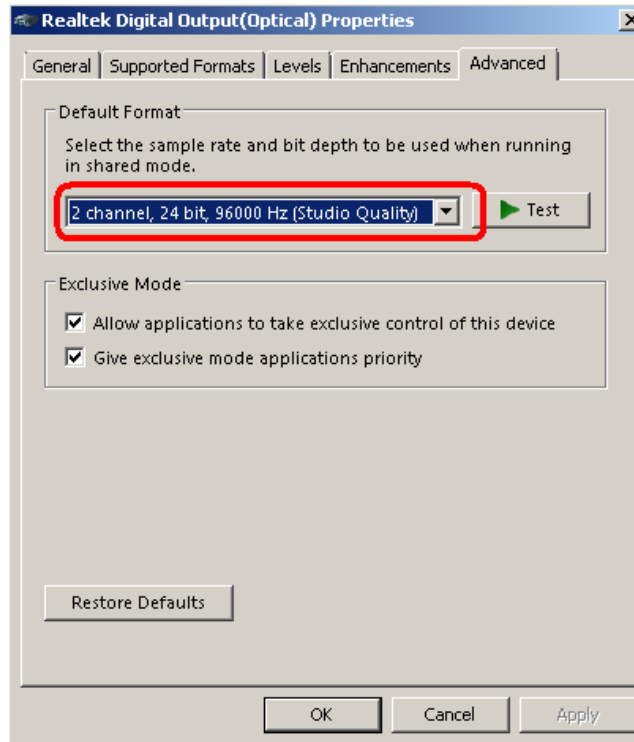 Realtek Digital Output(Optical) Properties
General Supported Formats Levels Enhancements Advanced
Default Format
Select the sample rate and bit depth to be used when running
in shared mode.
2 channel, 24 bit, 96000 Hz (Studio Quality)
Test
Exclusive Mode
Allow applications to take exclusive control of this device
Give exclusive mode applications priority
Restore Defaults
OK Cancel Apply